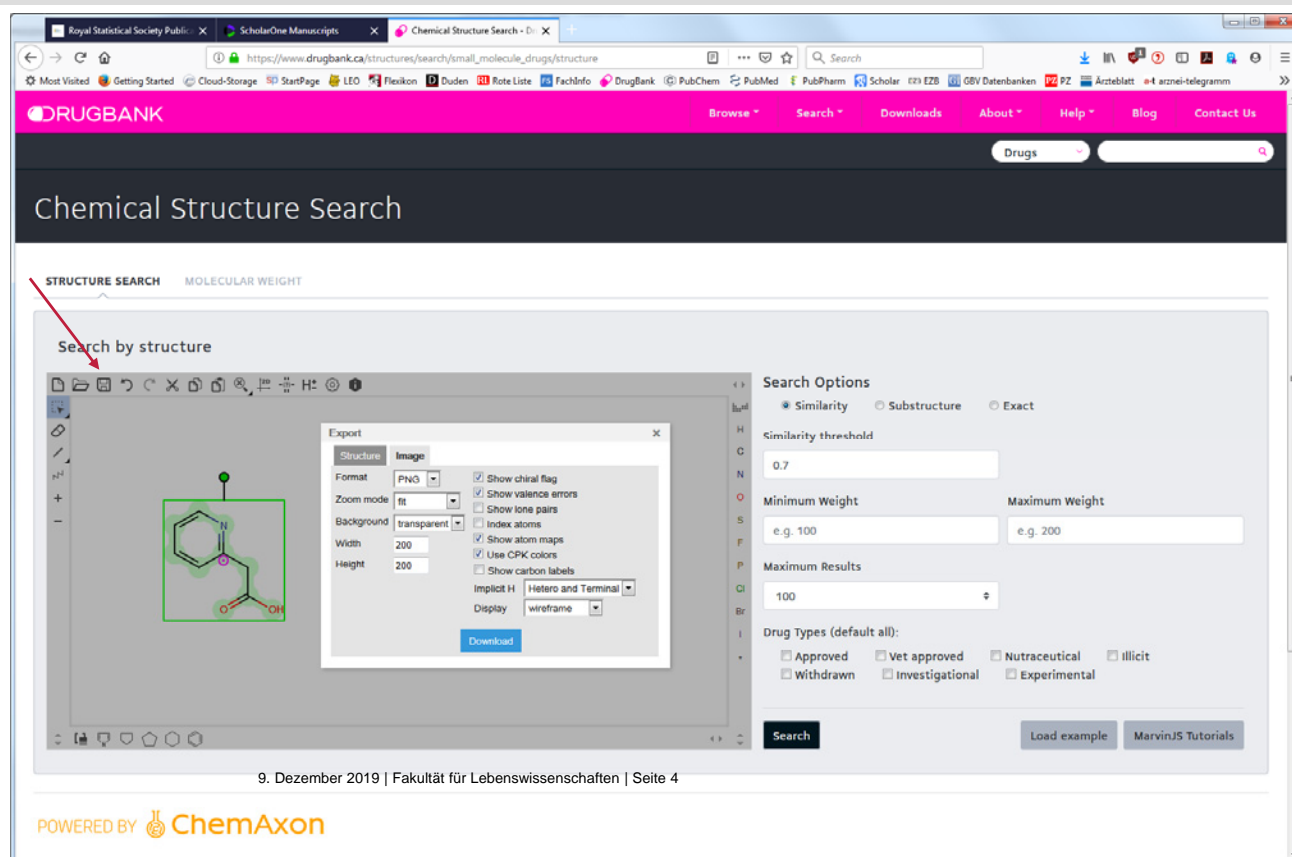 Royal Statistical Society Public
ScholarOne Manuscripts
Chemical Structure Search - Dr
https://www.drugbank.ca/structures/search/small_molecule_drugs/structure
Search
Most Visited Getting Started Cloud-Storage StartPage LEO Flexikon Duden Rote Liste FachInfo DrugBank PubChem PubMed PubPharm Scholar EZB GBV Datenbanken PZ Ärzteblatt arznei-telegramm
DRUGBANK
Browse Search Downloads About Help Blog Contact Us
Drugs
Chemical Structure Search
STRUCTURE SEARCH MOLECULAR WEIGHT
Search by structure
Export
Structure Image
Format PNG
Zoom mode fit
Background transparent
Width 200
Height 200
Show chiral flag
Show valence errors
Show lone pairs
Index atoms
Show atom maps
Use CPK colors
Show carbon labels
Implicit H Hetero and Terminal
Display wireframe
Download
N
O
OH
H
C
N
O
S
F
P
Cl
Br
I
Search Options
Similarity Substructure Exact
Similarity threshold
0.7
Minimum Weight Maximum Weight
e.g. 100 e.g. 200
Maximum Results
100
Drug Types (default all):
Approved Vet approved Nutraceutical Illicit
Withdrawn Investigational Experimental
Search Load example MarvinJS Tutorials
9. Dezember 2019 | Fakultät für Lebenswissenschaften | Seite 4
POWERED BY ChemAxon